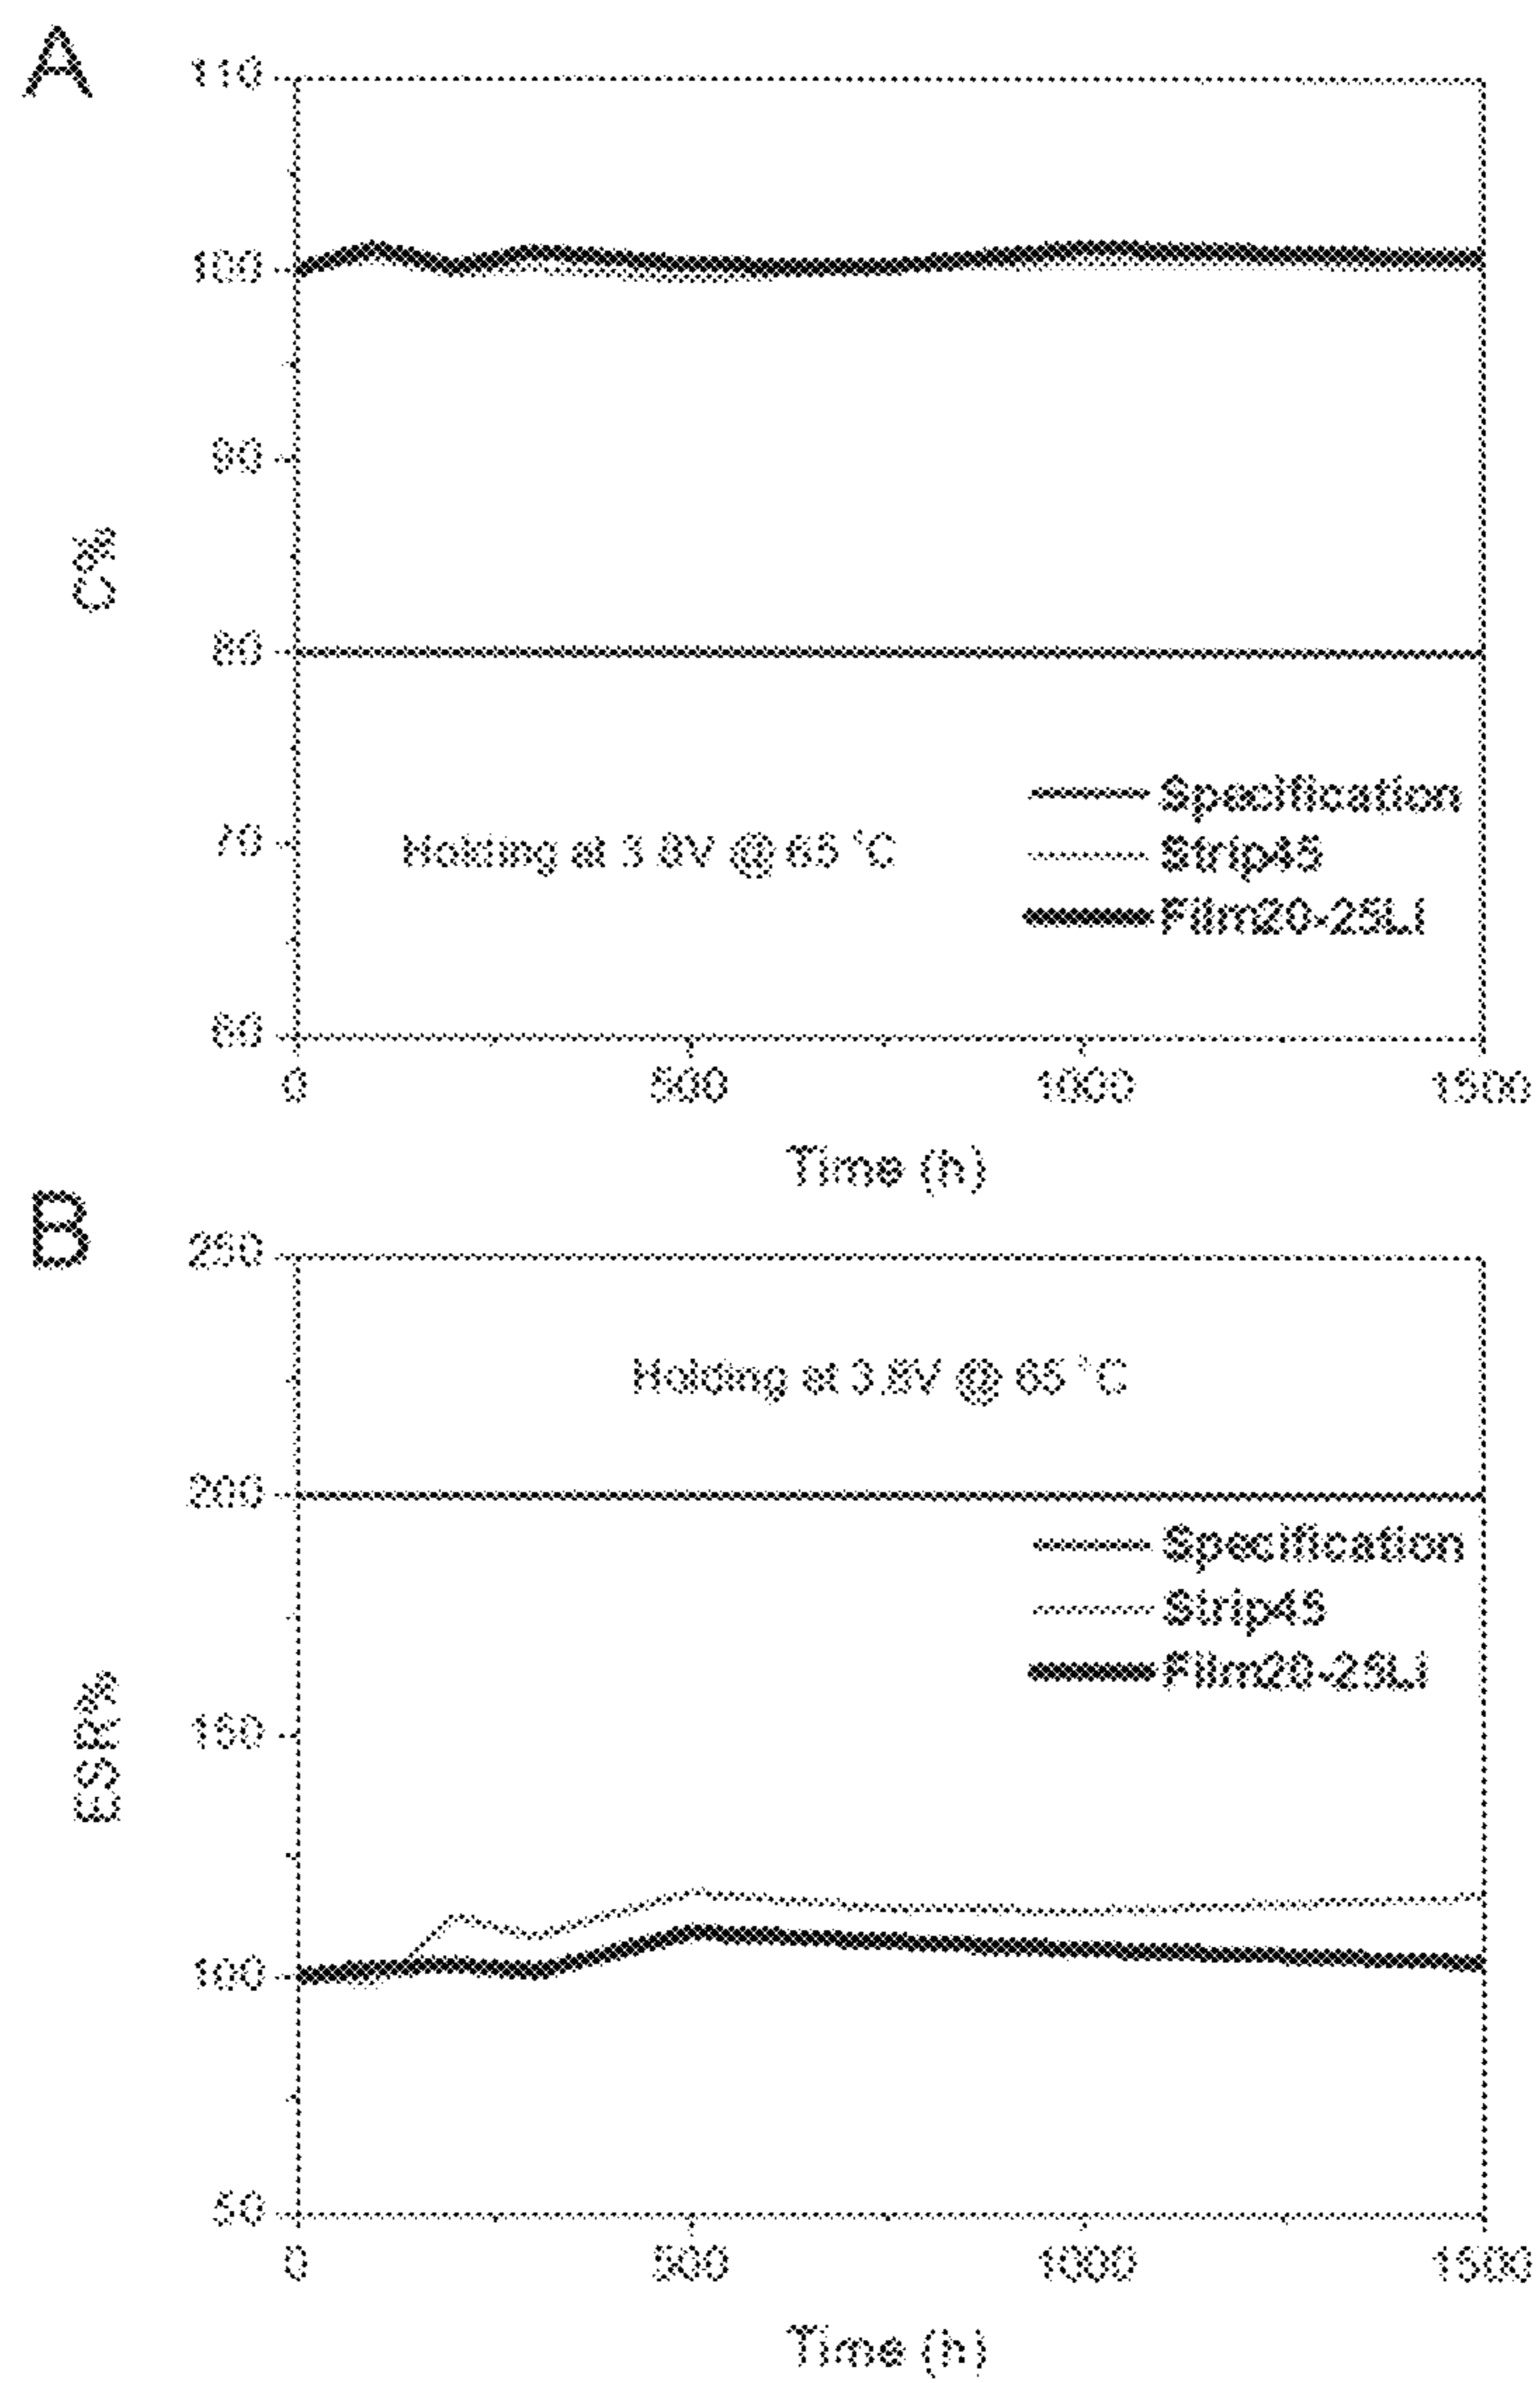 A
110
100
90
80
70
60
C%
Holding at 3.8V @ 65 °C
Specification
Strip45
Film20-25Li
0 500 1000 1500
Time (h)
B
250
200
150
100
50
ESR%
Holding at 3.8V @ 65 °C
Specification
Strip45
Film20-25Li
0 500 1000 1500
Time (h)